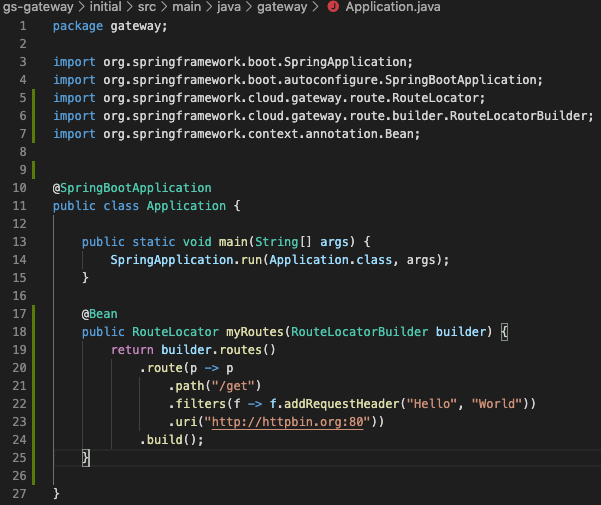 gs-gateway > initial > src > main > java > gateway > J Application.java
1 package gateway;
2
3 import org.springframework.boot.SpringApplication;
4 import org.springframework.boot.autoconfigure.SpringBootApplication;
5 import org.springframework.cloud.gateway.route.RouteLocator;
6 import org.springframework.cloud.gateway.route.builder.RouteLocatorBuilder;
7 import org.springframework.context.annotation.Bean;
8
9
10 @SpringBootApplication
11 public class Application {
12
13     public static void main(String[] args) {
14         SpringApplication.run(Application.class, args);
15     }
16
17     @Bean
18     public RouteLocator myRoutes(RouteLocatorBuilder builder) {
19         return builder.routes()
20             .route(p -> p
21                 .path("/get")
22                 .filters(f -> f.addRequestHeader("Hello", "World"))
23                 .uri("http://httpbin.org:80"))
24             .build();
25     }
26
27 }